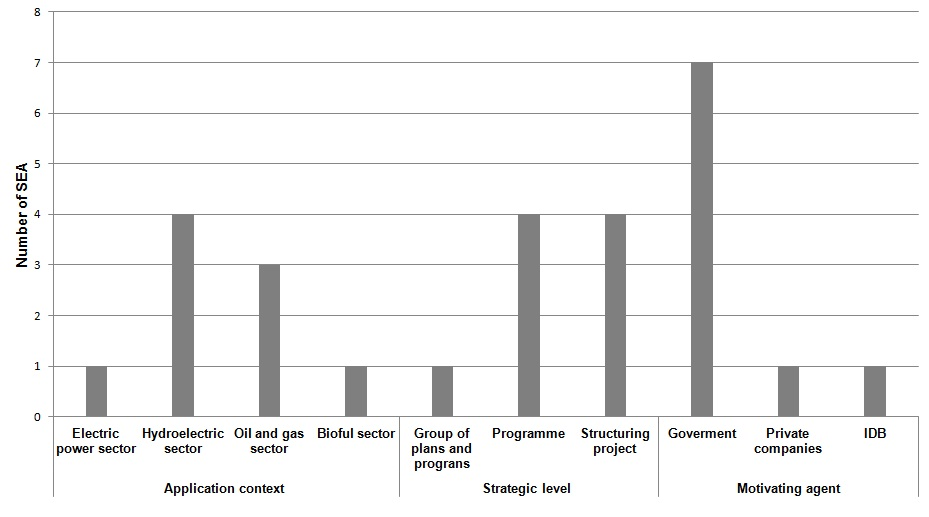 8
7
6
5
4
3
2
1
0
Number of SEA
Electric
power sector
Hydroelectric
sector
Oil and gas
sector
Bioful sector
Group of
plans and
prograns
Programme
Structuring
project
Goverment
Private
companies
IDB
Application context
Strategic level
Motivating agent